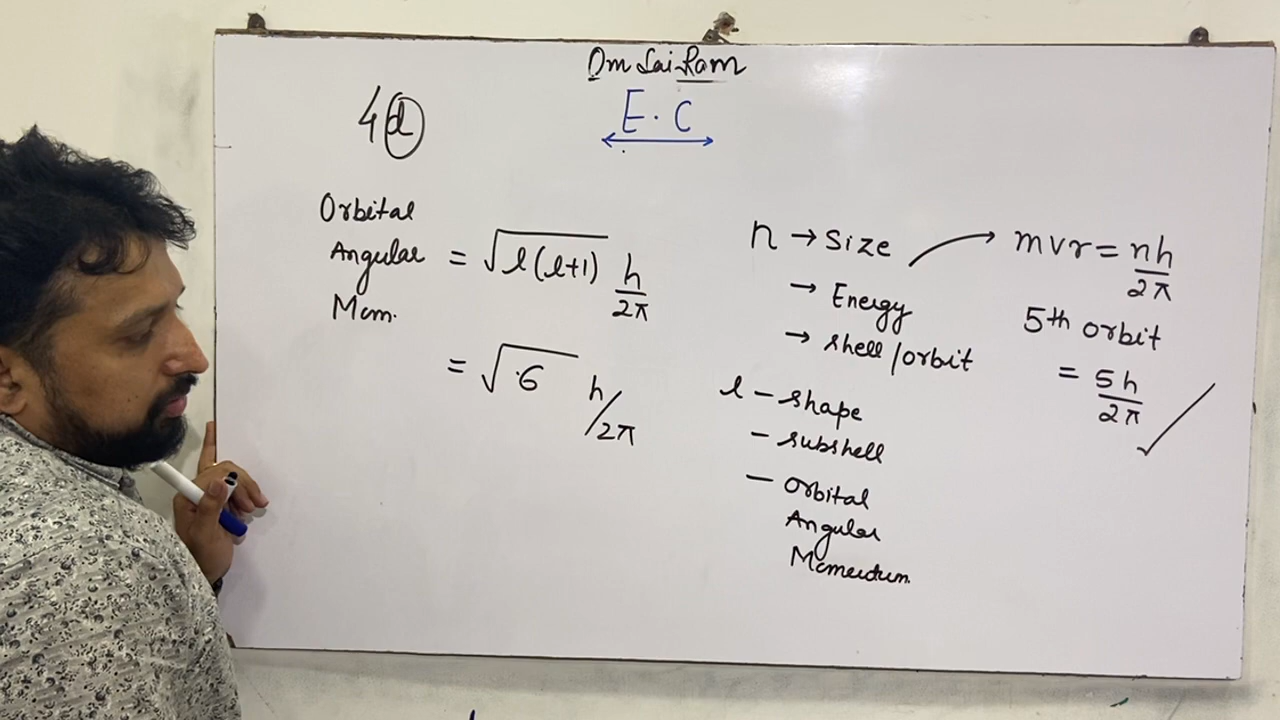 Om Sai Ram
E.C
4d
Orbital
Angular = √l(l+1) h/2π
Mom.
= √6 h/2π
n → Size
→ Energy
→ shell/orbit
l - shape
- subshell
- Orbital
Angular
Momentum
mvr = nh/2π
5th orbit
= 5h/2π